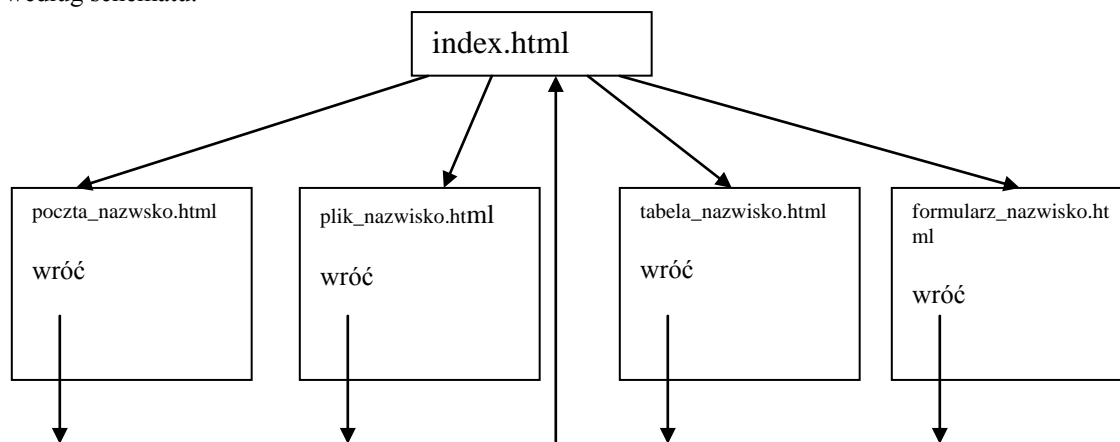 według schematu:
index.html
poczta_nazwsko.html
wróć
plik_nazwisko.html
wróć
tabela_nazwisko.html
wróć
formularz_nazwisko.ht
ml
wróć